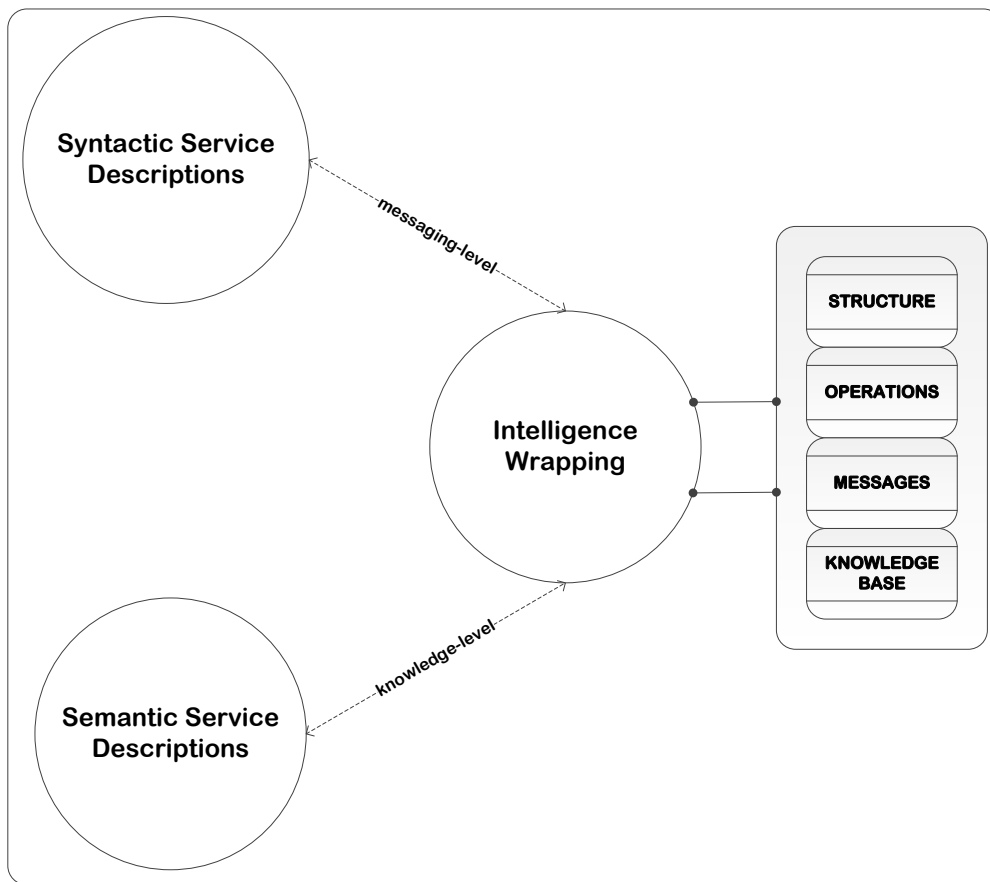 Syntactic Service
Descriptions
messaging-level
Intelligence
Wrapping
STRUCTURE
OPERATIONS
MESSAGES
KNOWLEDGE
BASE
knowledge-level
Semantic Service
Descriptions